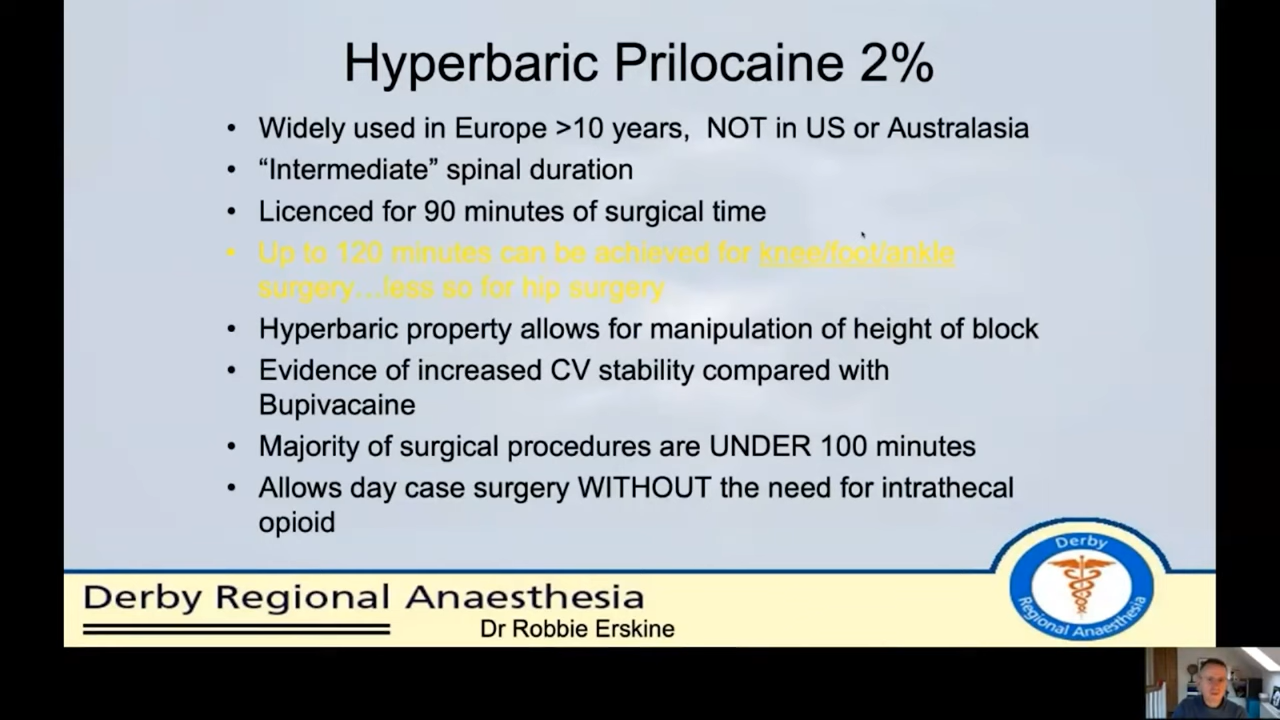 Hyperbaric Prilocaine 2%
• Widely used in Europe >10 years, NOT in US or Australasia
• “Intermediate” spinal duration
• Licenced for 90 minutes of surgical time
• Up to 120 minutes can be achieved for knee/foot/ankle
surgery…less so for hip surgery
• Hyperbaric property allows for manipulation of height of block
• Evidence of increased CV stability compared with
Bupivacaine
• Majority of surgical procedures are UNDER 100 minutes
• Allows day case surgery WITHOUT the need for intrathecal
opioid
Derby Regional Anaesthesia
Dr Robbie Erskine
Derby
Regional Anaesthesia